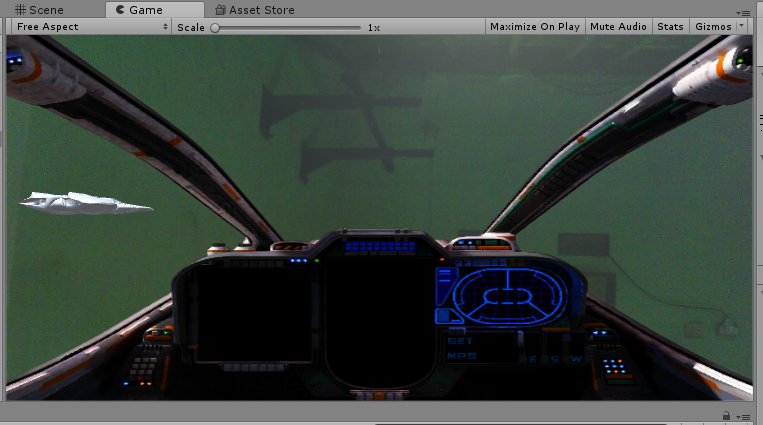 Scene Game Asset Store
Free Aspect Scale 1x Maximize On Play Mute Audio Stats Gizmos
SET
MPS
E S W